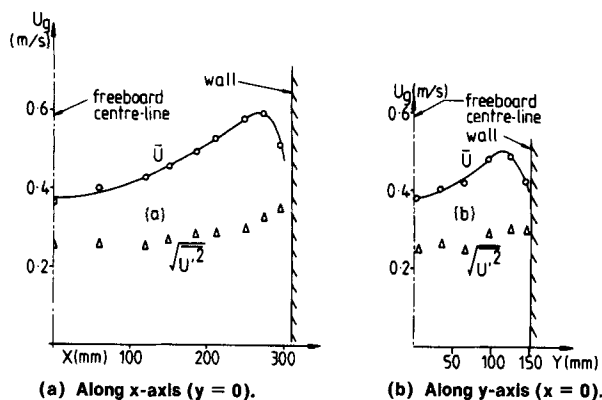 Ug
(m/s)
wall
freeboard
centre-line
0.6
Ū
0.4
(a)
√U'²
0.2
X(mm) 100 200 300
(a) Along x-axis (y = 0).
Ug (m/s)
freeboard
centre-line
0.6
wall
Ū
0.4
(b)
√U'²
0.2
50 100 150 Y(mm)
(b) Along y-axis (x = 0).